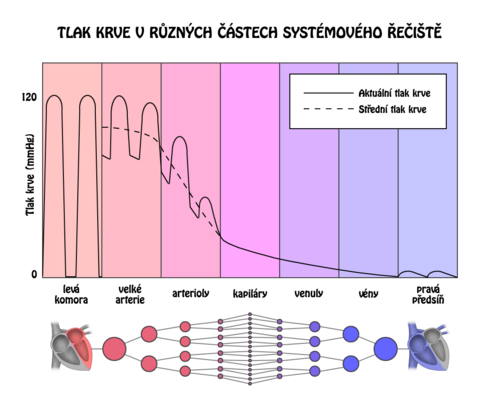 TLAK KRVE V RŮZNÝCH ČÁSTECH SYSTÉMOVÉHO ŘEČIŠTĚ
Aktuální tlak krve
Střední tlak krve
120
Tlak krve (mmHg)
0
levá
komora
velké
arterie
arterioly
kapiláry
venuly
vény
pravá
předsíň